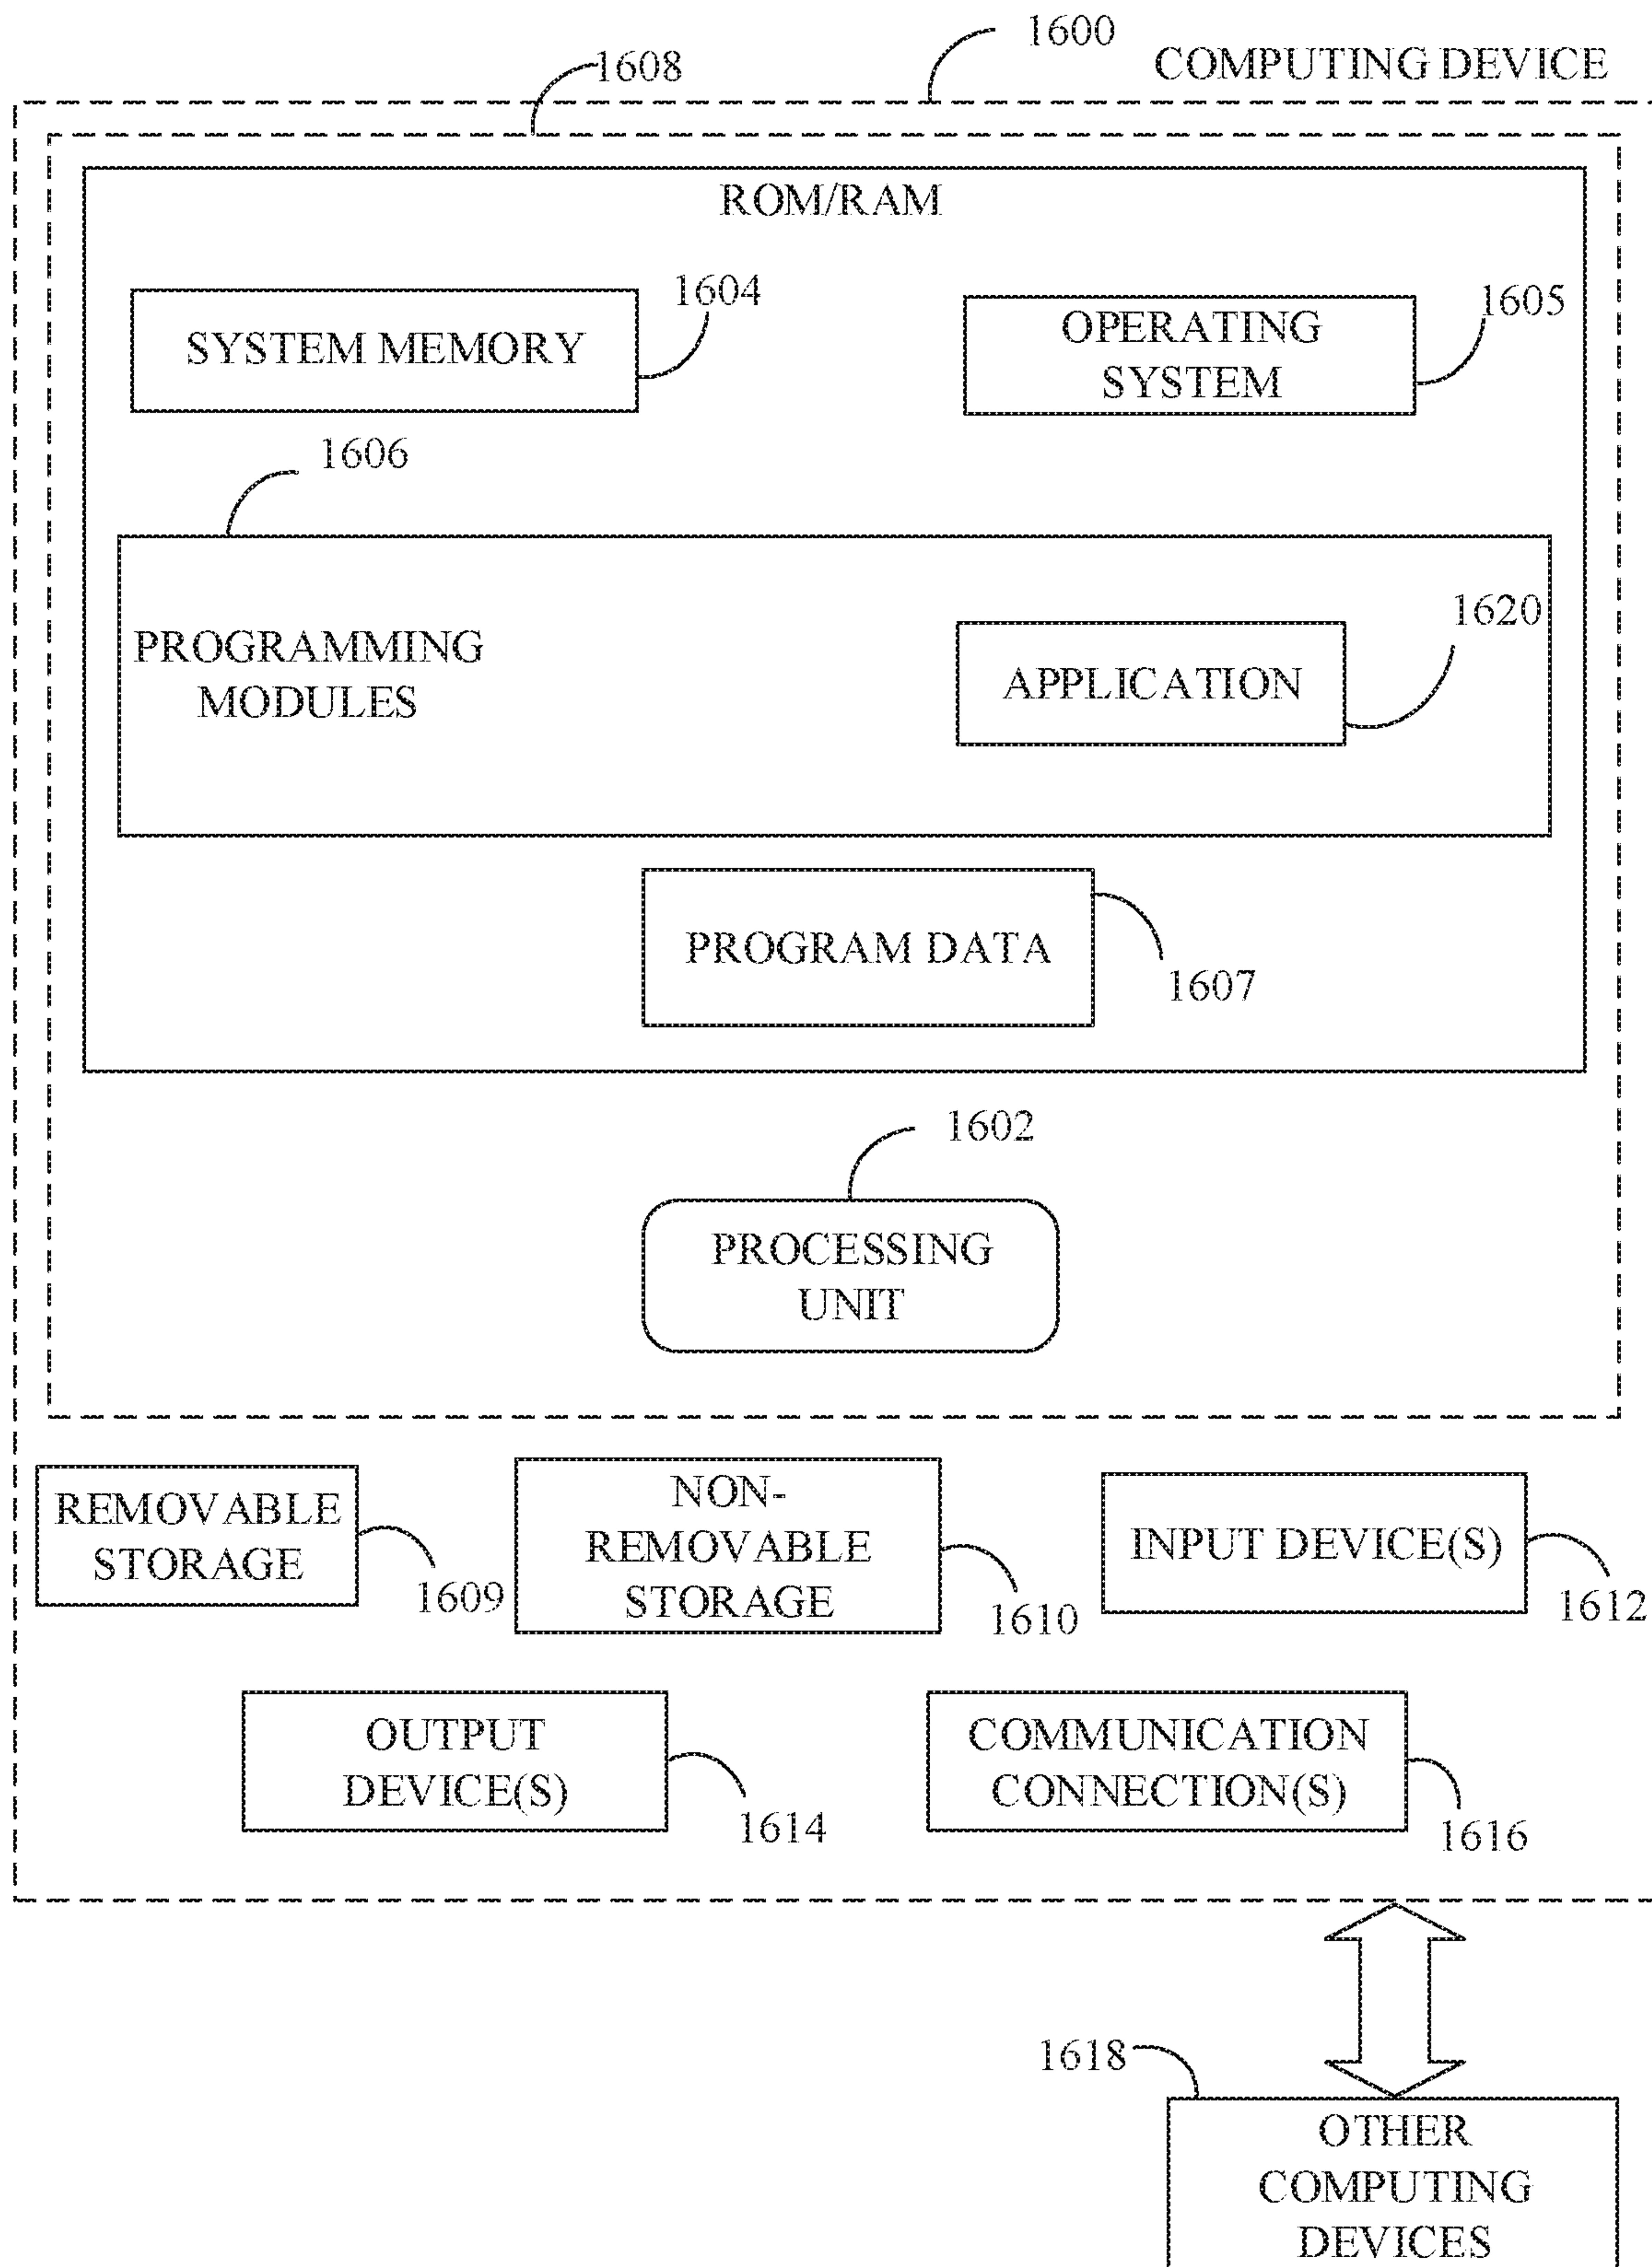 1600
COMPUTING DEVICE
1608
ROM/RAM
1604
SYSTEM MEMORY
1605
OPERATING
SYSTEM
1606
PROGRAMMING
MODULES
1620
APPLICATION
PROGRAM DATA
1607
1602
PROCESSING
UNIT
REMOVABLE
STORAGE
1609
NON-
REMOVABLE
STORAGE
1610
INPUT DEVICE(S)
1612
OUTPUT
DEVICE(S)
1614
COMMUNICATION
CONNECTION(S)
1616
1618
OTHER
COMPUTING
DEVICES